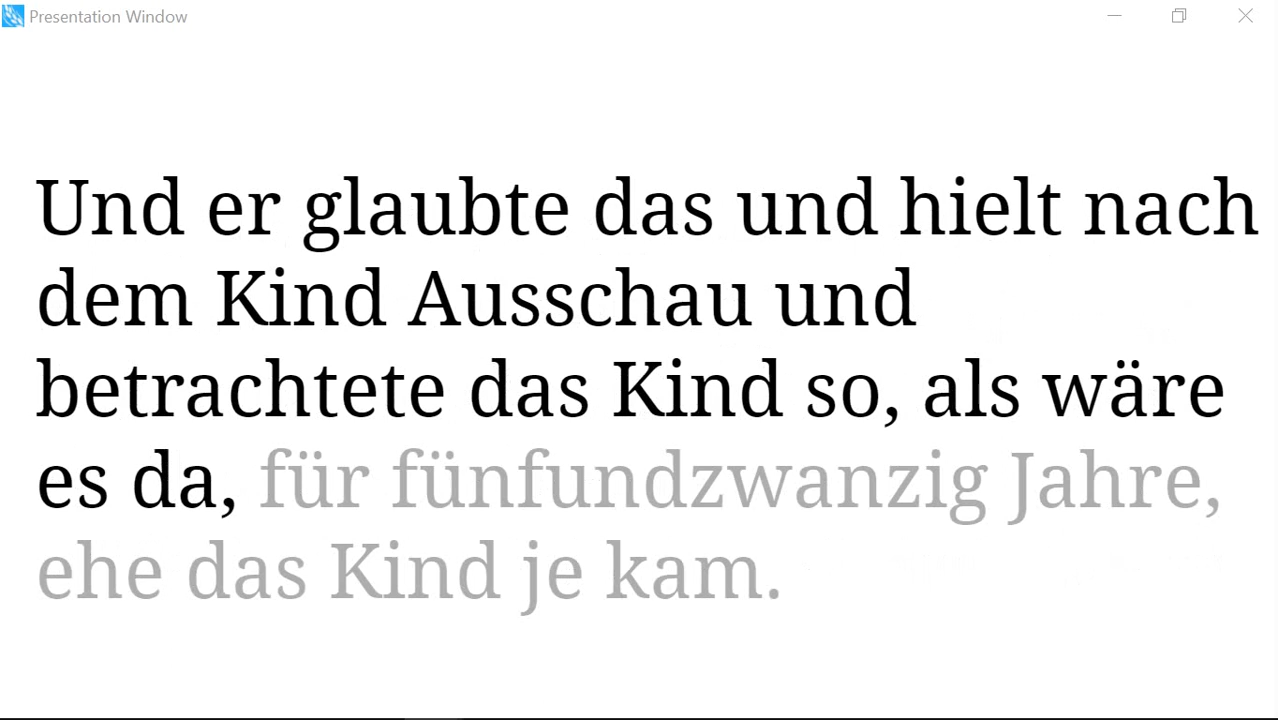 Presentation Window
Und er glaubte das und hielt nach
dem Kind Ausschau und
betrachtete das Kind so, als wäre
es da, für fünfundzwanzig Jahre,
ehe das Kind je kam.